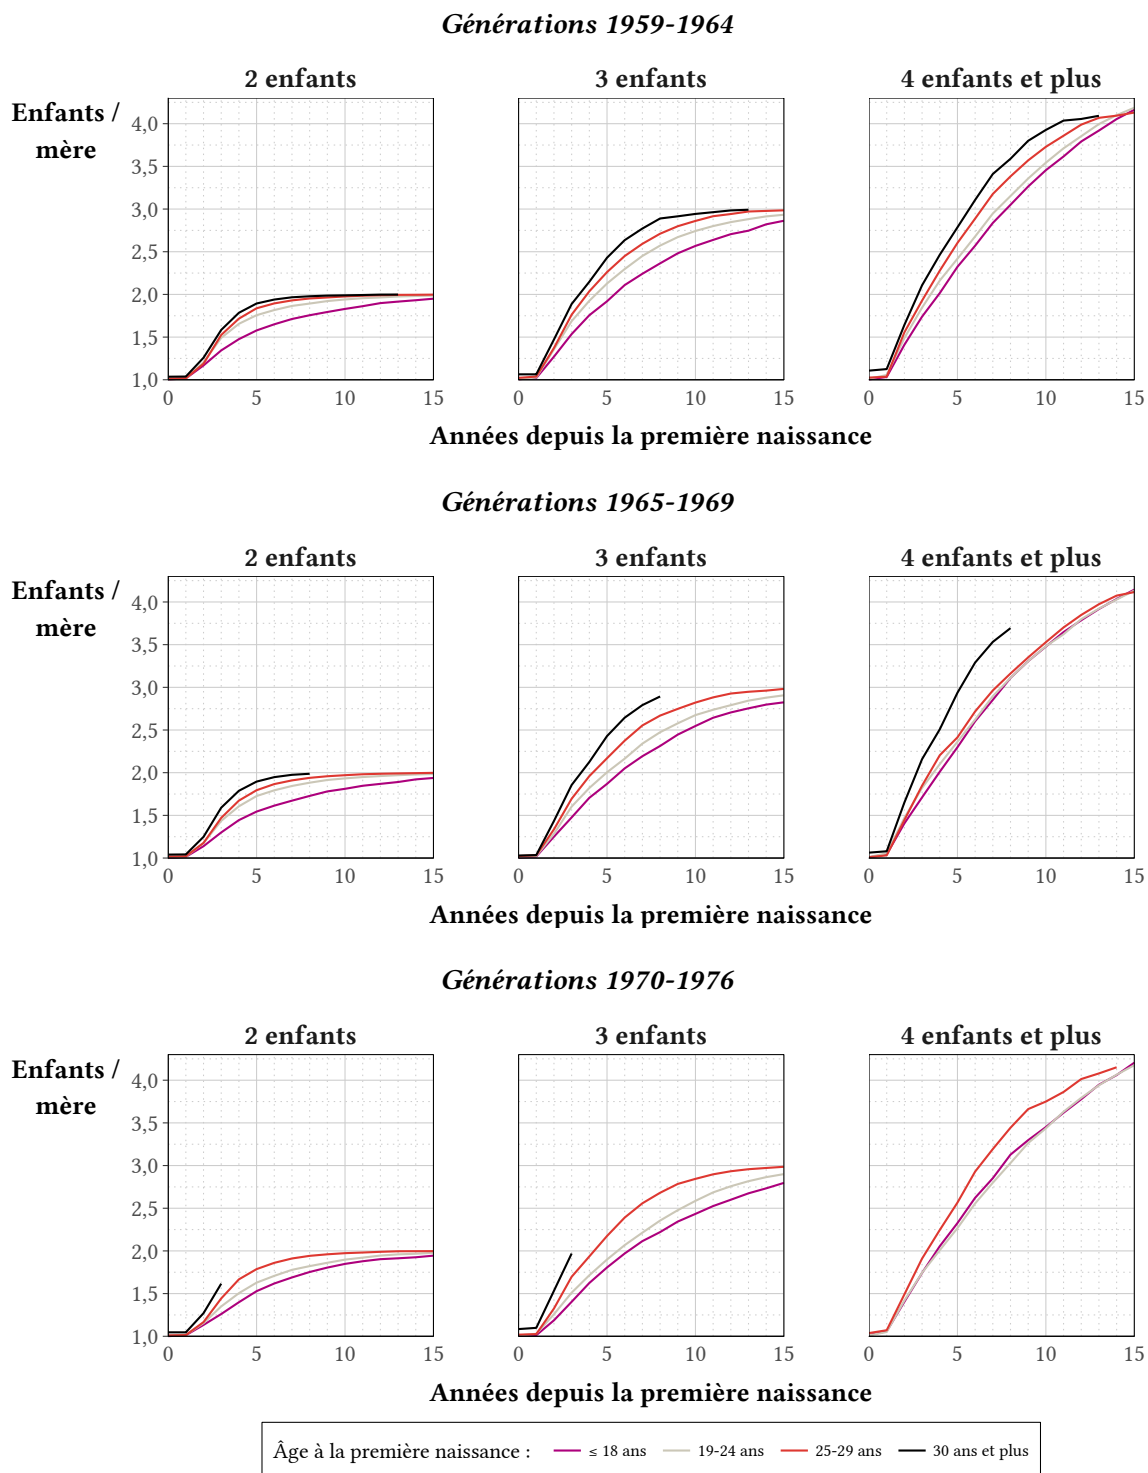 Générations 1959-1964
2 enfants 3 enfants 4 enfants et plus
Enfants /
mère
4,0
3,5
3,0
2,5
2,0
1,5
1,0
0 5 10 15 0 5 10 15 0 5 10 15
Années depuis la première naissance
Générations 1965-1969
2 enfants 3 enfants 4 enfants et plus
Enfants /
mère
4,0
3,5
3,0
2,5
2,0
1,5
1,0
0 5 10 15 0 5 10 15 0 5 10 15
Années depuis la première naissance
Générations 1970-1976
2 enfants 3 enfants 4 enfants et plus
Enfants /
mère
4,0
3,5
3,0
2,5
2,0
1,5
1,0
0 5 10 15 0 5 10 15 0 5 10 15
Années depuis la première naissance
Âge à la première naissance : ≤ 18 ans 19-24 ans 25-29 ans 30 ans et plus